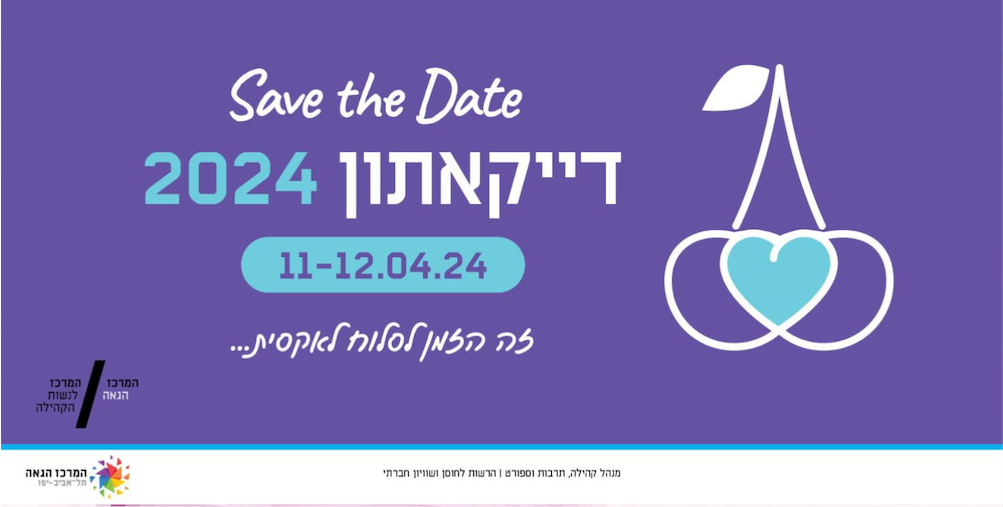 Save the Date
דייקאתון 2024
11-12.04.24
זה הזמן לסלוח לאקסית...
המרכז הגאה
המרכז לנשות הקהילה
המרכז הגאה
תל־אביב-יפו
מנהל קהילה, תרבות וספורט | הרשות לחוסן ושוויון חברתי